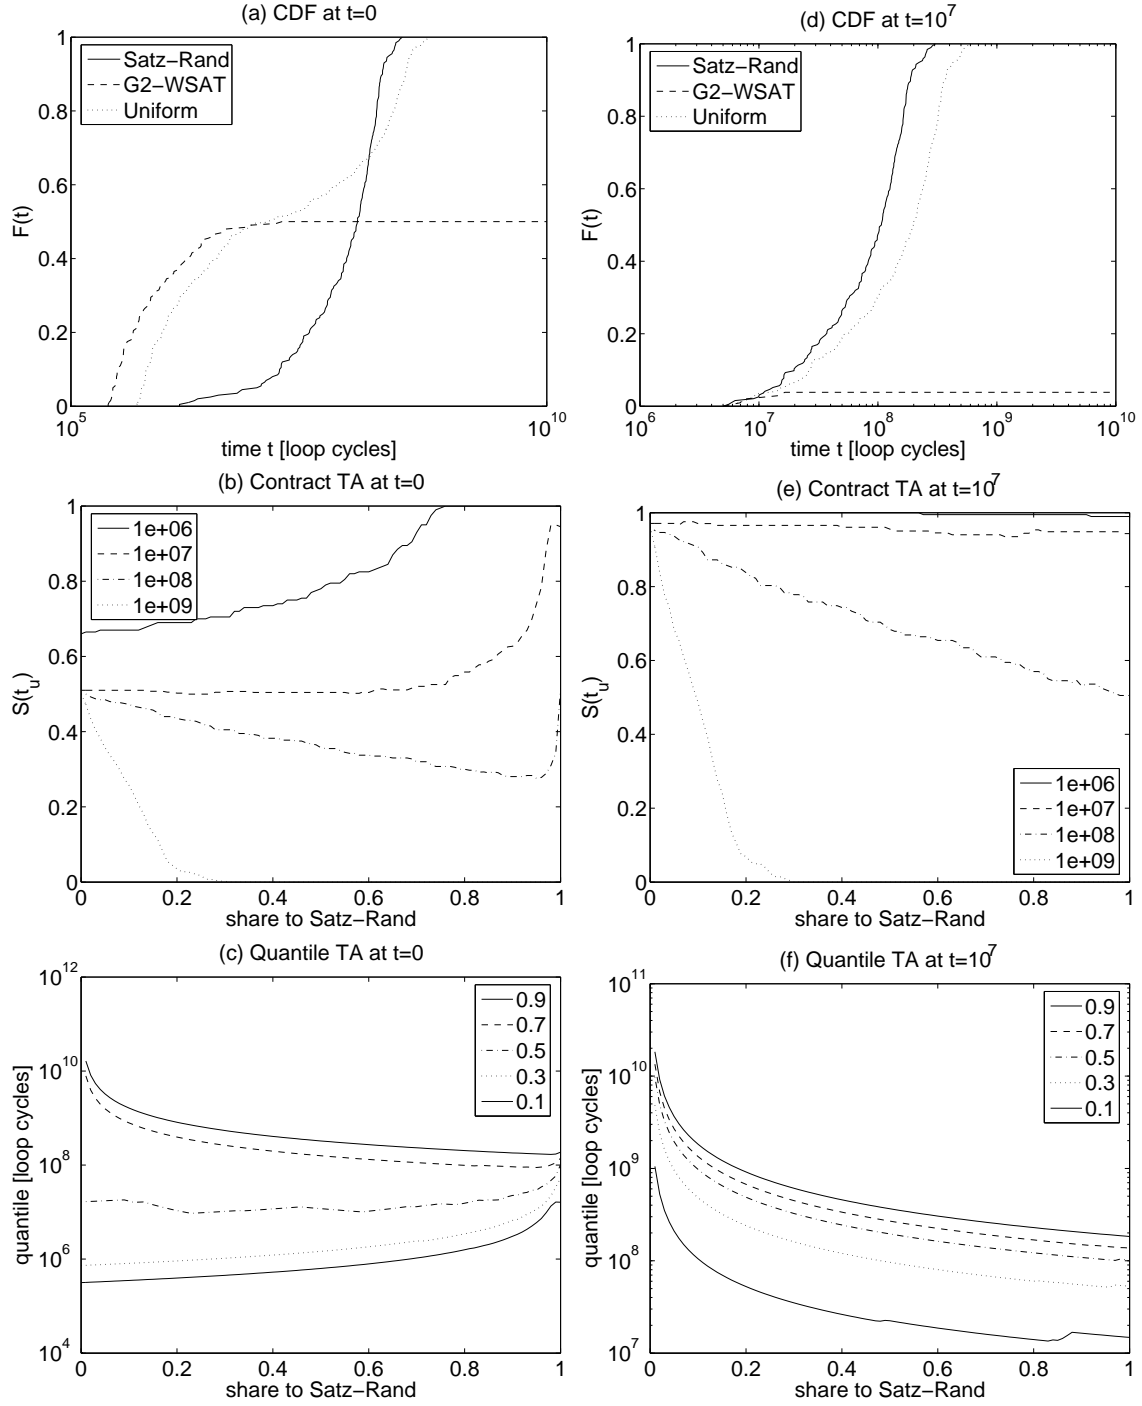 (a) CDF at t=0
1
0.8
0.6
0.4
0.2
0
F(t)
Satz-Rand
G2-WSAT
Uniform
10^5
10^10
time t [loop cycles]
(d) CDF at t=10^7
1
0.8
0.6
0.4
0.2
0
F(t)
Satz-Rand
G2-WSAT
Uniform
10^6
10^7
10^8
10^9
10^10
time t [loop cycles]
(b) Contract TA at t=0
1
0.8
0.6
0.4
0.2
0
S(t_u)
1e+06
1e+07
1e+08
1e+09
0 0.2 0.4 0.6 0.8 1
share to Satz-Rand
(e) Contract TA at t=10^7
1
0.8
0.6
0.4
0.2
0
S(t_u)
1e+06
1e+07
1e+08
1e+09
0 0.2 0.4 0.6 0.8 1
share to Satz-Rand
(c) Quantile TA at t=0
10^12
10^10
10^8
10^6
10^4
quantile [loop cycles]
0.9
0.7
0.5
0.3
0.1
0 0.2 0.4 0.6 0.8 1
share to Satz-Rand
(f) Quantile TA at t=10^7
10^11
10^10
10^9
10^8
10^7
quantile [loop cycles]
0.9
0.7
0.5
0.3
0.1
0 0.2 0.4 0.6 0.8 1
share to Satz-Rand